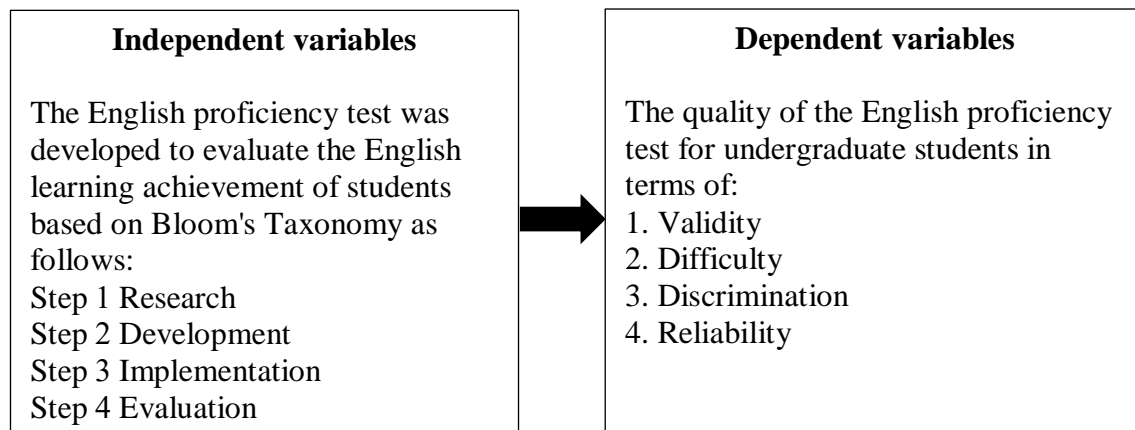 Independent variables
The English proficiency test was
developed to evaluate the English
learning achievement of students
based on Bloom's Taxonomy as
follows:
Step 1 Research
Step 2 Development
Step 3 Implementation
Step 4 Evaluation
Dependent variables
The quality of the English proficiency
test for undergraduate students in
terms of:
1. Validity
2. Difficulty
3. Discrimination
4. Reliability